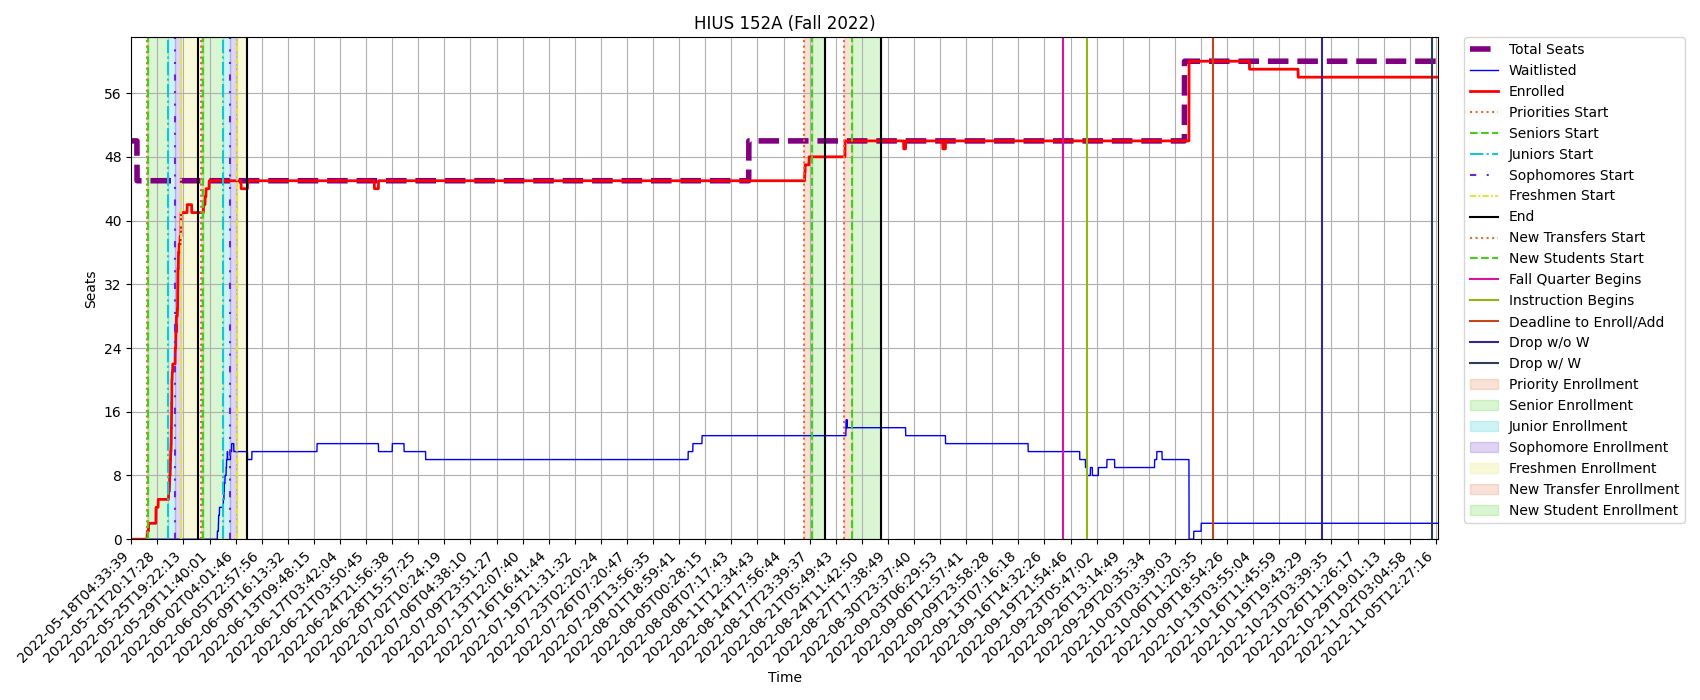 HIUS 152A (Fall 2022)
Seats
56
48
40
32
24
16
8
0
2022-05-18T04:33:39
2022-05-21T20:17:28
2022-05-25T19:22:13
2022-05-29T11:40:01
2022-06-02T04:01:46
2022-06-05T22:57:56
2022-06-09T16:13:32
2022-06-13T09:48:15
2022-06-17T03:42:04
2022-06-21T03:50:45
2022-06-24T21:56:38
2022-06-28T15:57:25
2022-07-02T10:24:19
2022-07-06T04:38:10
2022-07-09T23:51:27
2022-07-13T12:07:40
2022-07-16T16:41:44
2022-07-19T21:31:32
2022-07-23T02:20:24
2022-07-26T07:20:47
2022-07-29T13:56:35
2022-08-01T18:59:41
2022-08-05T00:28:15
2022-08-08T07:17:43
2022-08-11T12:34:43
2022-08-14T17:56:44
2022-08-17T23:39:37
2022-08-21T05:49:43
2022-08-24T11:42:50
2022-08-27T17:38:49
2022-08-30T23:37:40
2022-09-03T06:29:53
2022-09-06T12:57:41
2022-09-09T23:58:28
2022-09-13T07:16:18
2022-09-16T14:32:26
2022-09-19T21:54:46
2022-09-23T05:47:02
2022-09-26T13:14:49
2022-09-29T20:35:34
2022-10-03T03:39:03
2022-10-06T11:20:35
2022-10-09T18:54:26
2022-10-13T03:55:04
2022-10-16T11:45:59
2022-10-19T19:43:29
2022-10-23T03:39:35
2022-10-26T11:26:17
2022-10-29T19:01:13
2022-11-02T03:04:58
2022-11-05T12:27:16
Time
Total Seats
Waitlisted
Enrolled
Priorities Start
Seniors Start
Juniors Start
Sophomores Start
Freshmen Start
End
New Transfers Start
New Students Start
Fall Quarter Begins
Instruction Begins
Deadline to Enroll/Add
Drop w/o W
Drop w/ W
Priority Enrollment
Senior Enrollment
Junior Enrollment
Sophomore Enrollment
Freshmen Enrollment
New Transfer Enrollment
New Student Enrollment